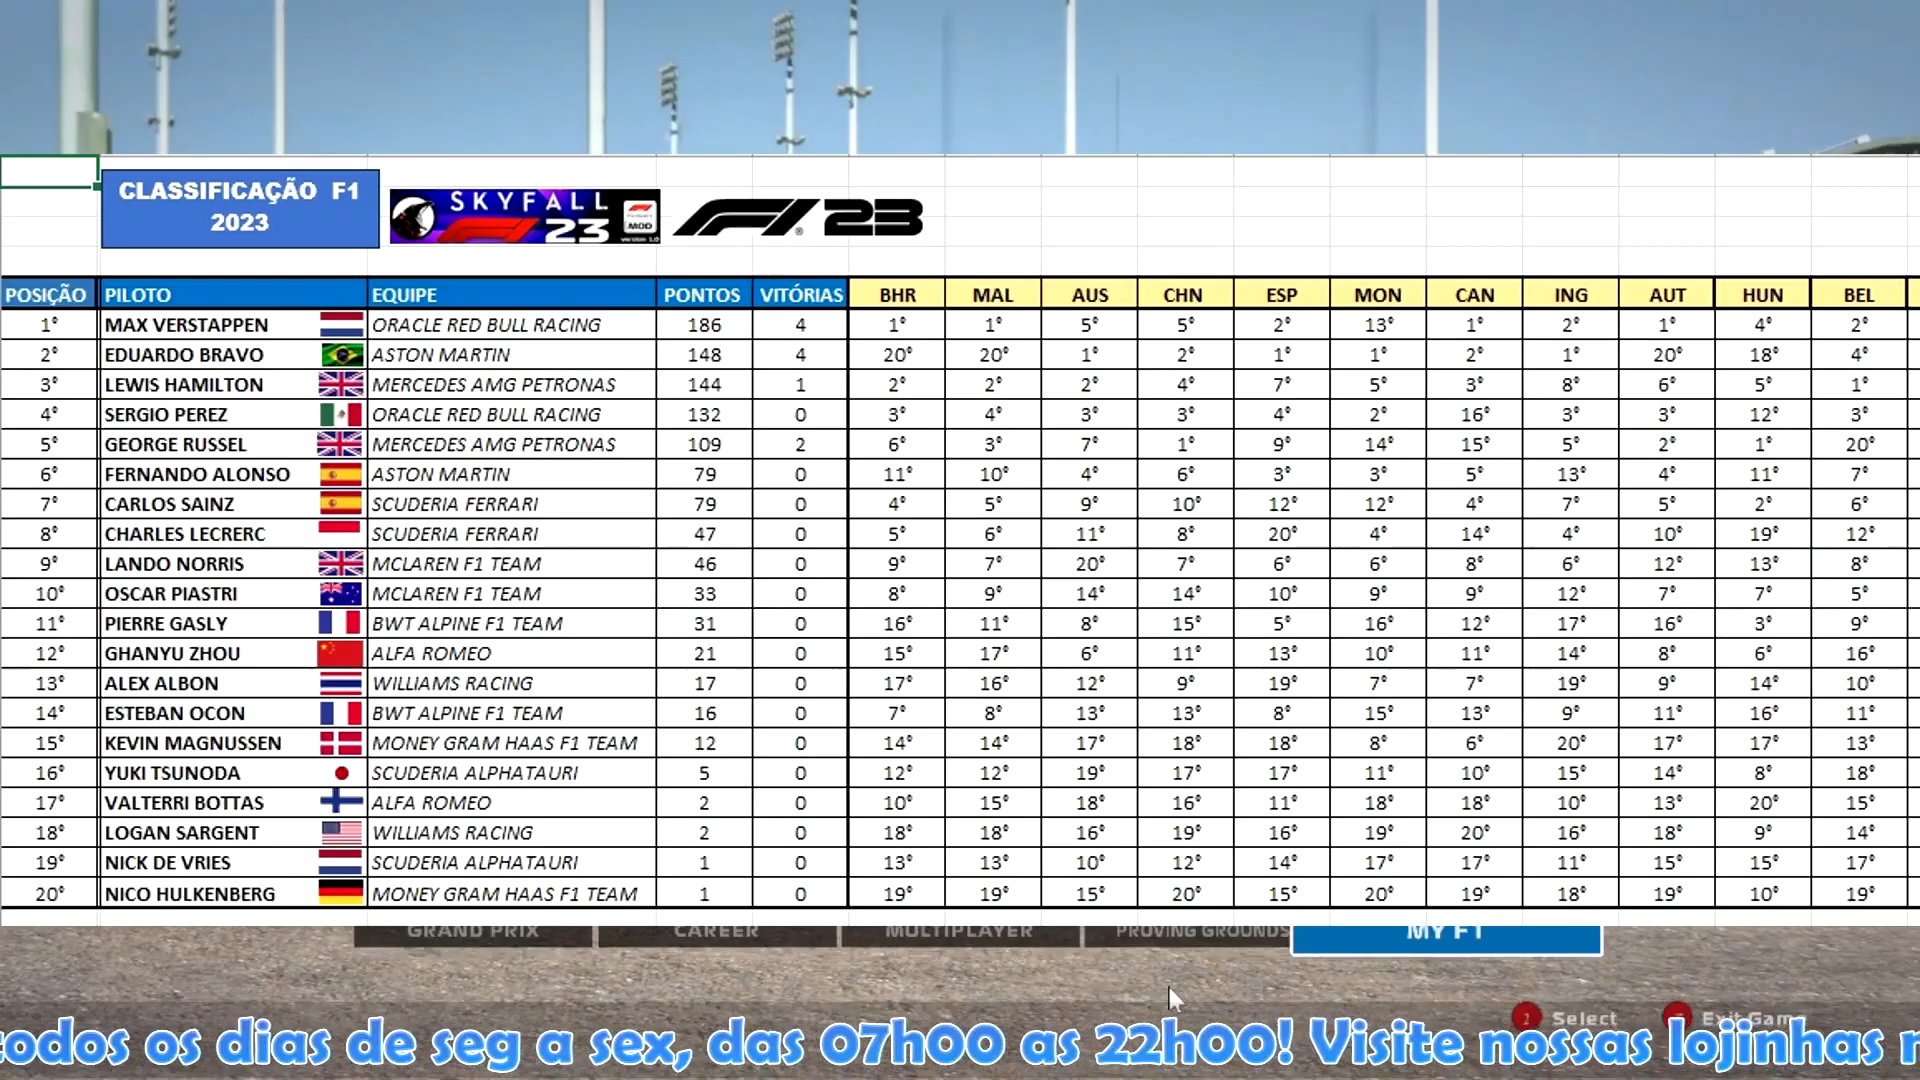 CLASSIFICAÇÃO F1
2023
SKYFALL
F1 23
MOD
F1 23
POSIÇÃO PILOTO EQUIPE PONTOS VITÓRIAS BHR MAL AUS CHN ESP MON CAN ING AUT HUN BEL
1° MAX VERSTAPPEN ORACLE RED BULL RACING 186 4 1° 1° 5° 5° 2° 13° 1° 2° 1° 4° 2°
2° EDUARDO BRAVO ASTON MARTIN 148 4 20° 20° 1° 2° 1° 1° 2° 1° 20° 18° 4°
3° LEWIS HAMILTON MERCEDES AMG PETRONAS 144 1 2° 2° 2° 4° 7° 5° 3° 8° 6° 5° 1°
4° SERGIO PEREZ ORACLE RED BULL RACING 132 0 3° 4° 3° 3° 4° 2° 16° 3° 3° 12° 3°
5° GEORGE RUSSEL MERCEDES AMG PETRONAS 109 2 6° 3° 7° 1° 9° 14° 15° 5° 2° 1° 20°
6° FERNANDO ALONSO ASTON MARTIN 79 0 11° 10° 4° 6° 3° 3° 5° 13° 4° 11° 7°
7° CARLOS SAINZ SCUDERIA FERRARI 79 0 4° 5° 9° 10° 12° 12° 4° 7° 5° 2° 6°
8° CHARLES LECRERC SCUDERIA FERRARI 47 0 5° 6° 11° 8° 20° 4° 14° 4° 10° 19° 12°
9° LANDO NORRIS MCLAREN F1 TEAM 46 0 9° 7° 20° 7° 6° 6° 8° 6° 12° 13° 8°
10° OSCAR PIASTRI MCLAREN F1 TEAM 33 0 8° 9° 14° 14° 10° 9° 9° 12° 7° 7° 5°
11° PIERRE GASLY BWT ALPINE F1 TEAM 31 0 16° 11° 8° 15° 5° 16° 12° 17° 16° 3° 9°
12° GHANYU ZHOU ALFA ROMEO 21 0 15° 17° 6° 11° 13° 10° 11° 14° 8° 6° 16°
13° ALEX ALBON WILLIAMS RACING 17 0 17° 16° 12° 9° 19° 7° 7° 19° 9° 14° 10°
14° ESTEBAN OCON BWT ALPINE F1 TEAM 16 0 7° 8° 13° 13° 8° 15° 13° 9° 11° 16° 11°
15° KEVIN MAGNUSSEN MONEY GRAM HAAS F1 TEAM 12 0 14° 14° 17° 18° 18° 8° 6° 20° 17° 17° 13°
16° YUKI TSUNODA SCUDERIA ALPHATAURI 5 0 12° 12° 19° 17° 17° 11° 10° 15° 14° 8° 18°
17° VALTERRI BOTTAS ALFA ROMEO 2 0 10° 15° 18° 16° 11° 18° 18° 10° 13° 20° 15°
18° LOGAN SARGENT WILLIAMS RACING 2 0 18° 18° 16° 19° 16° 19° 20° 16° 18° 9° 14°
19° NICK DE VRIES SCUDERIA ALPHATAURI 1 0 13° 13° 10° 12° 14° 17° 17° 11° 15° 15° 17°
20° NICO HULKENBERG MONEY GRAM HAAS F1 TEAM 1 0 19° 19° 15° 20° 15° 20° 19° 18° 19° 10° 19°
GRAND PRIX CAREER MULTIPLAYER PROVING GROUNDS MY F1
Select Exit Game
todos os dias de seg a sex, das 07h00 as 22h00! Visite nossas lojinhas